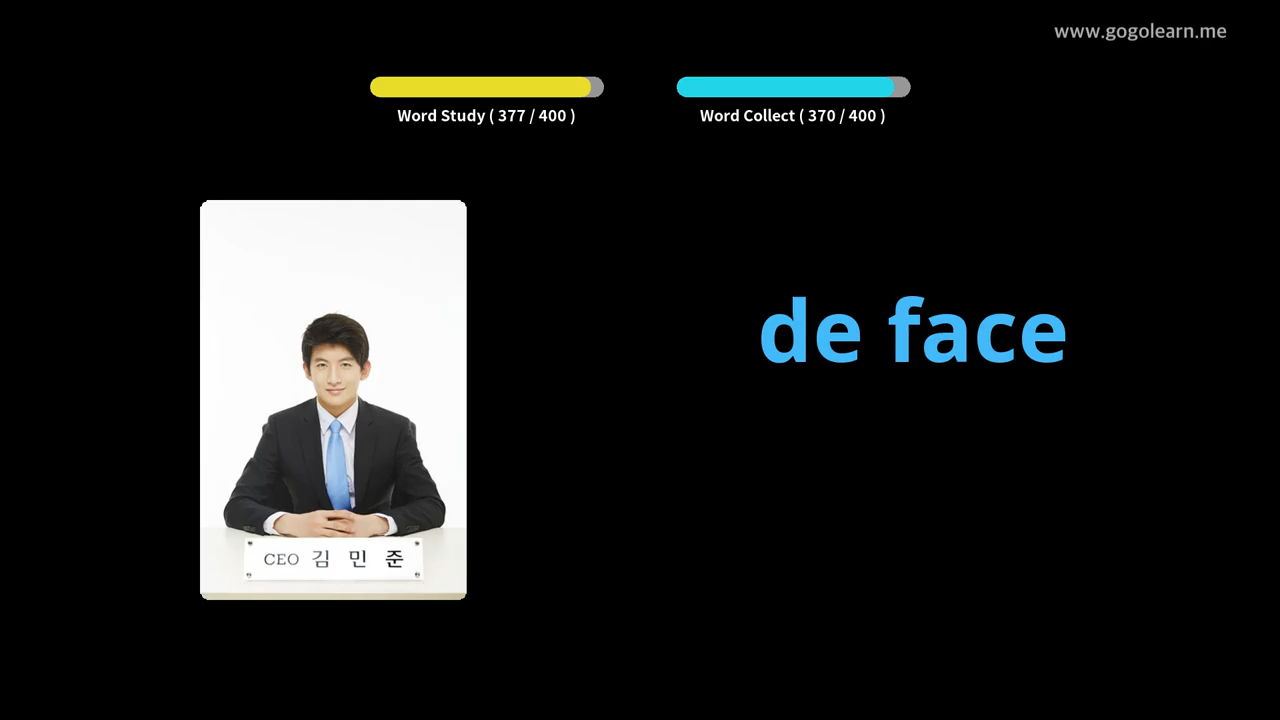 www.gogolearn.me
Word Study ( 377 / 400 )
Word Collect ( 370 / 400 )
de face
CEO 김 민 준